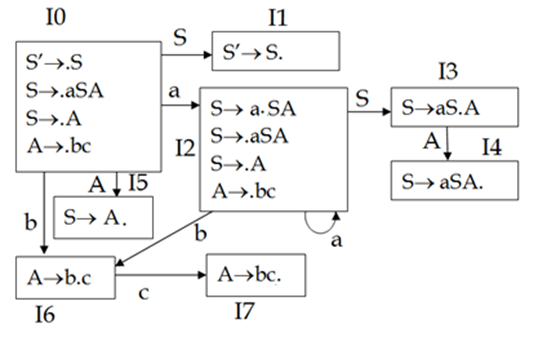 I0
S′→.S
S→.aSA
S→.A
A→.bc
S
I1
S′→ S.
a
I2
S→ a.SA
S→.aSA
S→.A
A→.bc
S
I3
S→aS.A
A
I4
S→ aSA.
A
I5
S→ A.
b
b
a
A→b.c
I6
c
A→bc.
I7